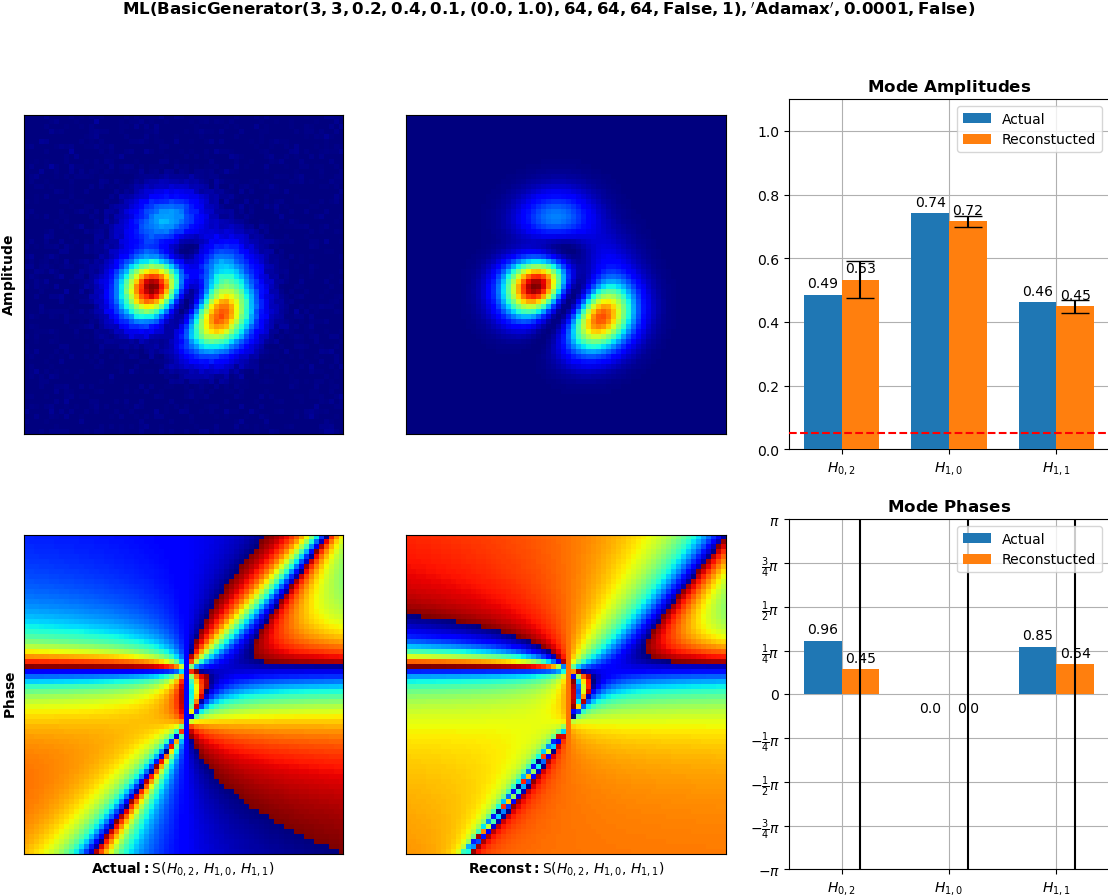 ML(BasicGenerator(3, 3, 0.2, 0.4, 0.1, (0.0, 1.0), 64, 64, 64, False, 1), 'Adamax', 0.0001, False)
Amplitude
Mode Amplitudes
Actual
Reconstucted
1.0
0.8
0.6
0.4
0.2
0.0
0.49
0.53
0.74
0.72
0.46
0.45
H0,2
H1,0
H1,1
Phase
Actual: S(H0,2, H1,0, H1,1)
Reconst: S(H0,2, H1,0, H1,1)
Mode Phases
Actual
Reconstucted
π
3/4π
1/2π
1/4π
0
−1/4π
−1/2π
−3/4π
−π
0.96
0.45
0.0
0.0
0.85
0.54
H0,2
H1,0
H1,1